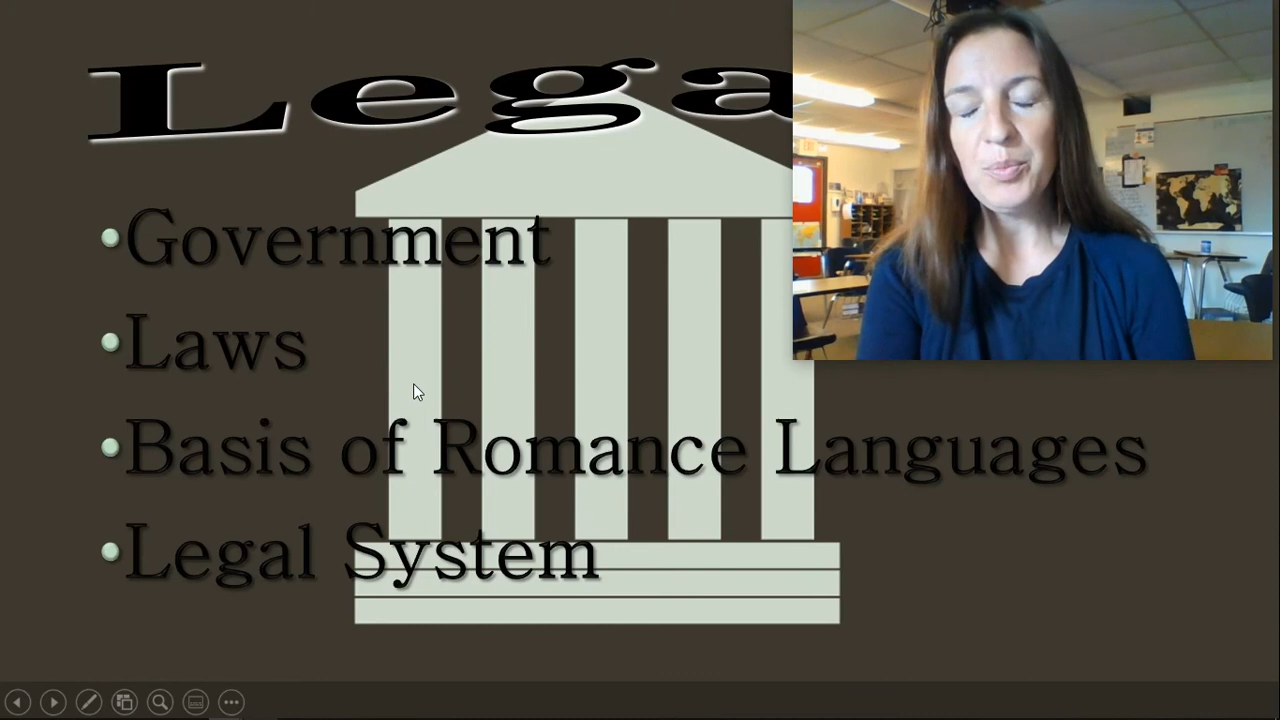 Lega
Government
Laws
Basis of Romance Languages
Legal System